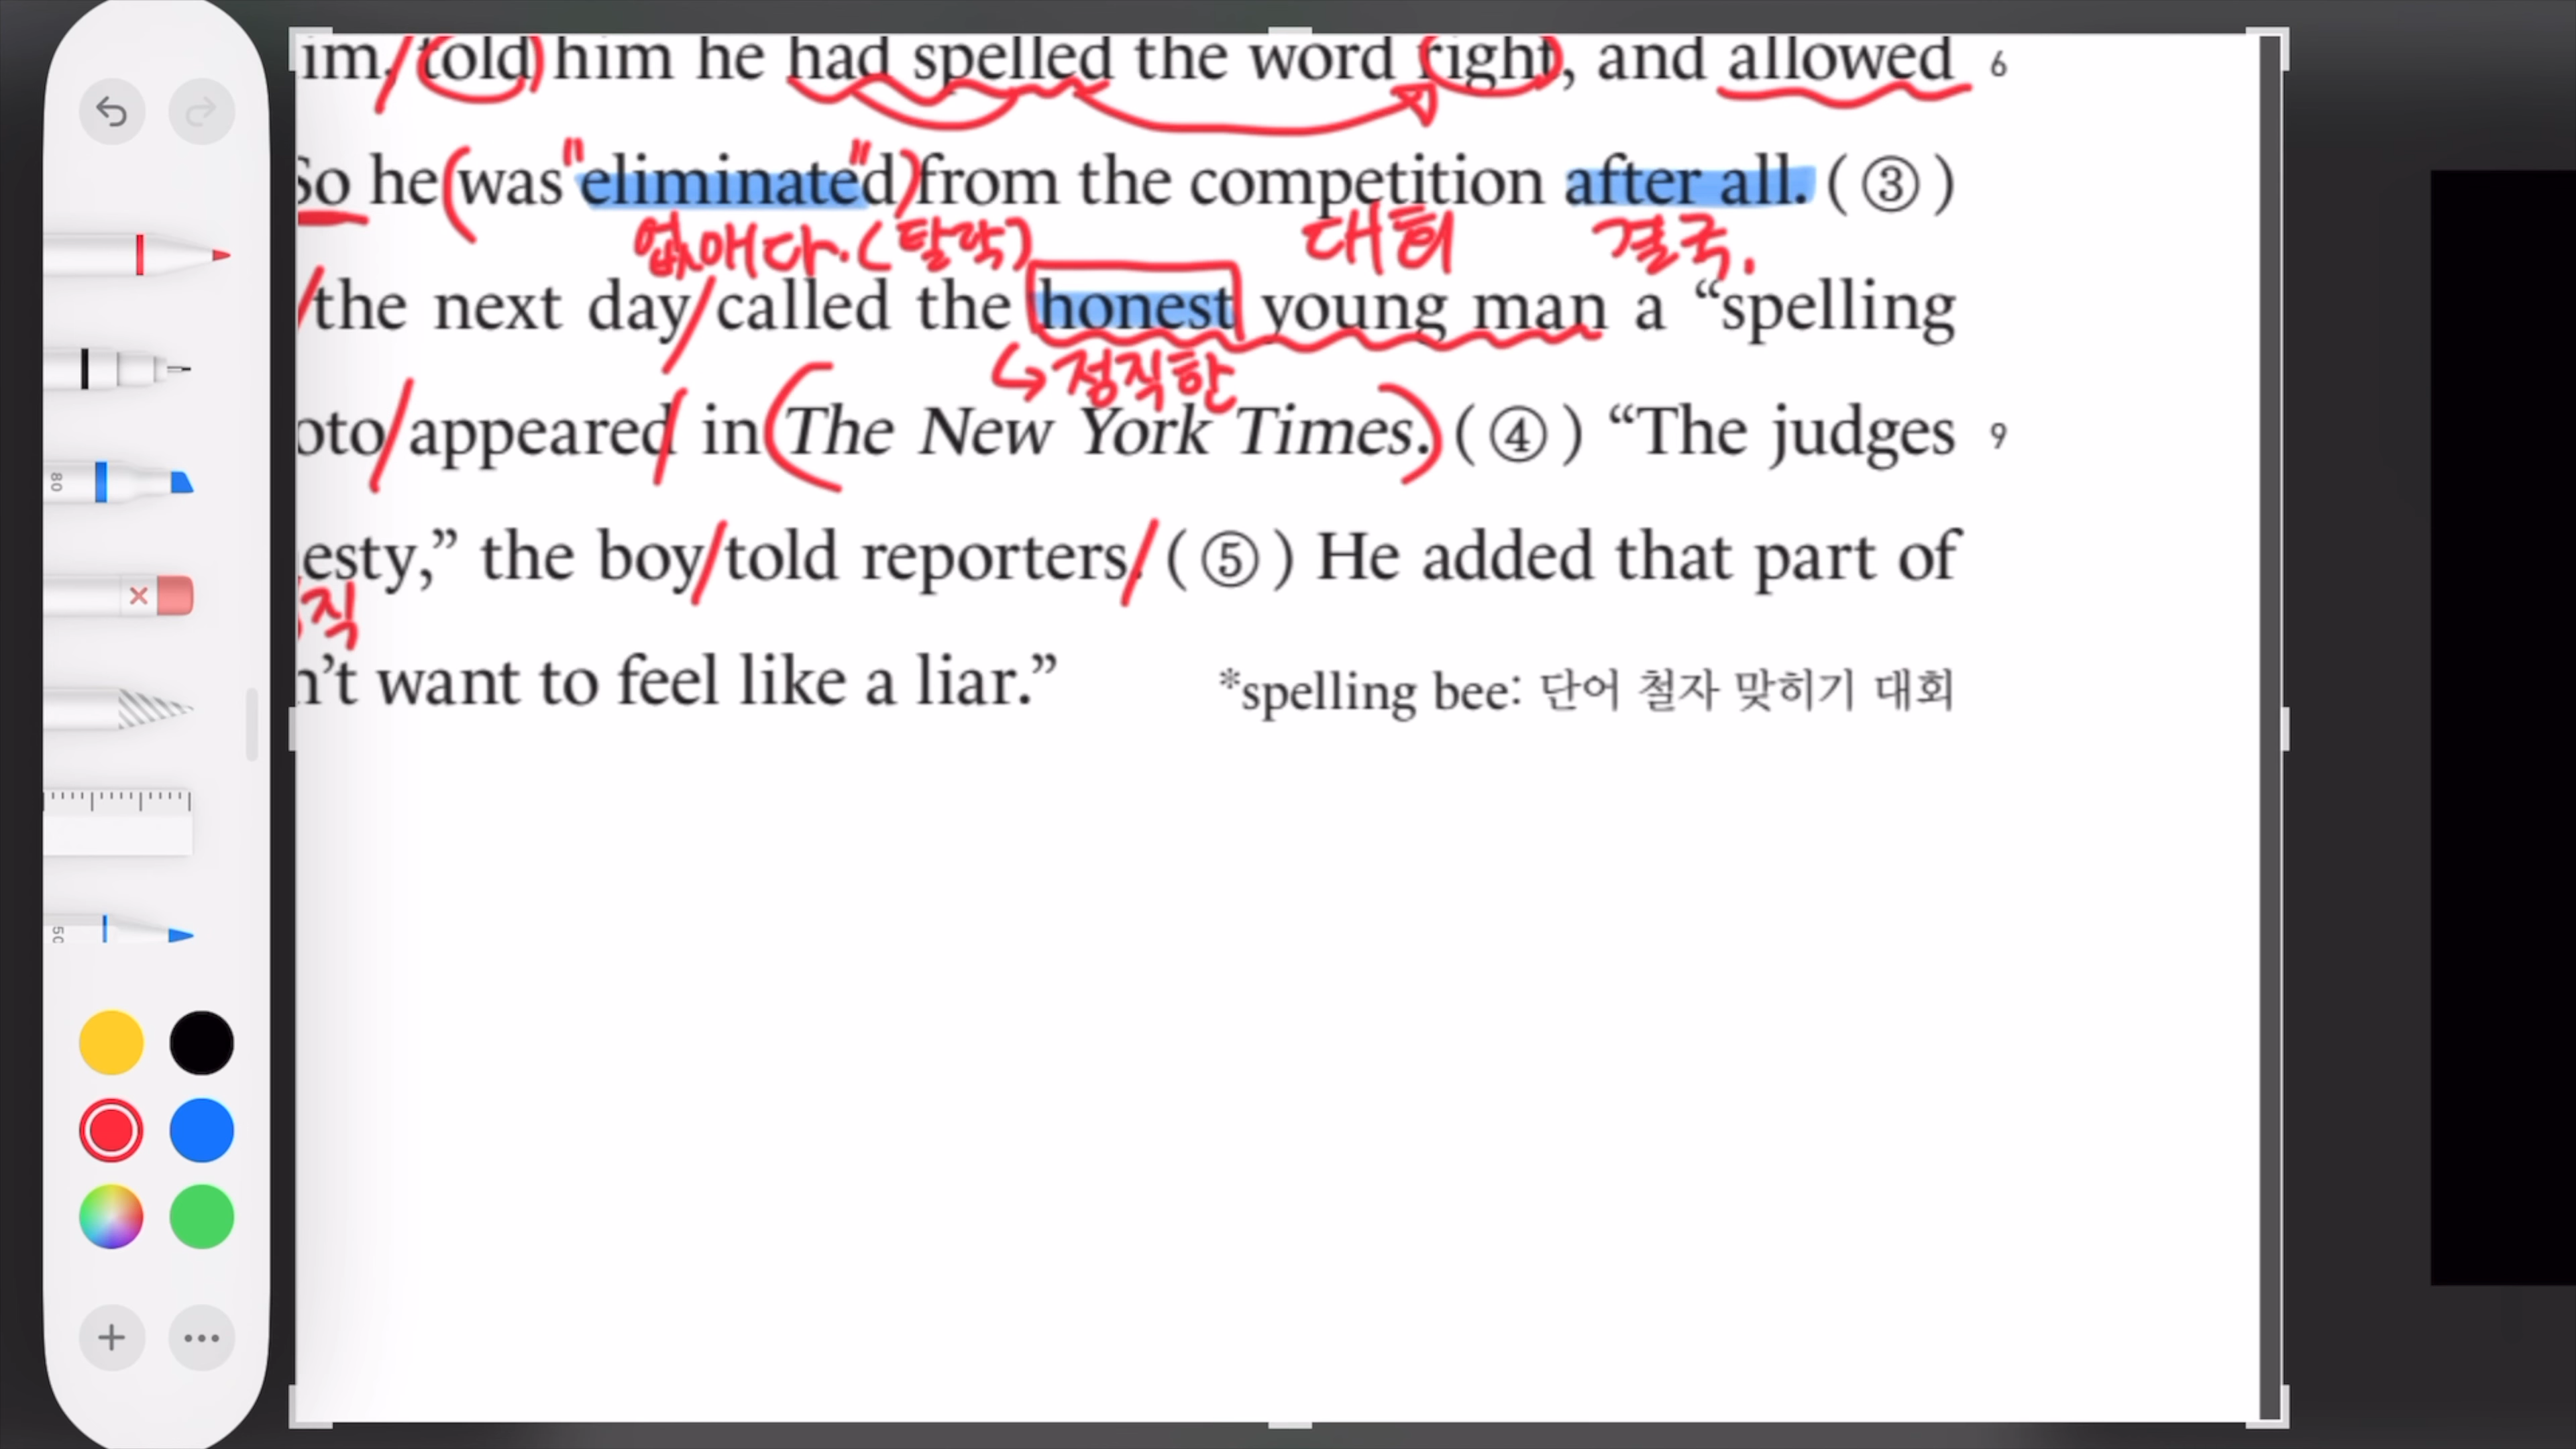 im, told him he had spelled the word right, and allowed 6
So he was "eliminated" from the competition after all. ( ③ )
없애다. (탈락) 대회 결국.
the next day called the honest young man a “spelling
정직한
oto appeared in The New York Times. ( ④ ) “The judges 9
esty,” the boy told reporters. ( ⑤ ) He added that part of
직
n’t want to feel like a liar.” *spelling bee: 단어 철자 맞히기 대회
80
50